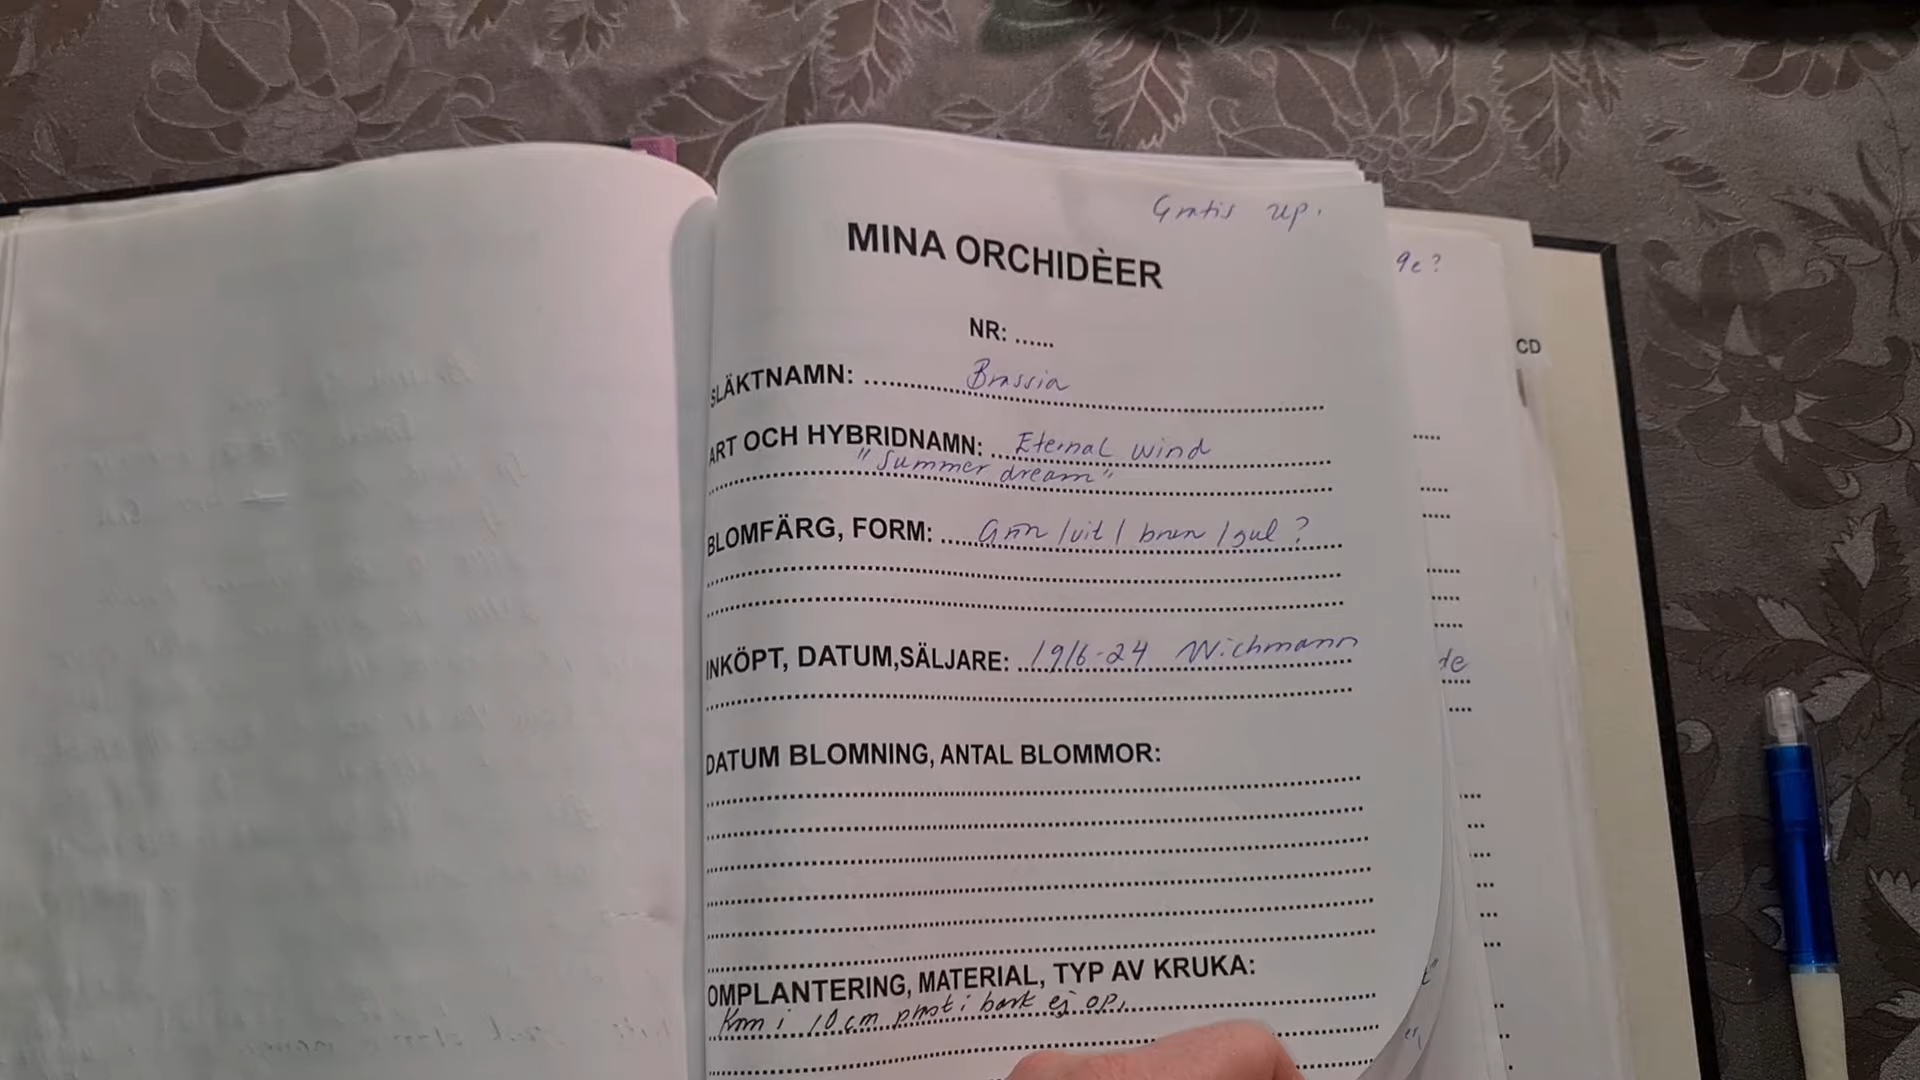 Gratis up.
MINA ORCHIDÈER
NR: ......
SLÄKTNAMN: Brassia
ART OCH HYBRIDNAMN: Eternal wind
"Summer dream"
BLOMFÄRG, FORM: Grön/vit/brun/gul?
INKÖPT, DATUM,SÄLJARE: 19/6-24 Wichmann
DATUM BLOMNING, ANTAL BLOMMOR:
OMPLANTERING, MATERIAL, TYP AV KRUKA:
Kom i 10 cm plast i bark ej op.
CD
de